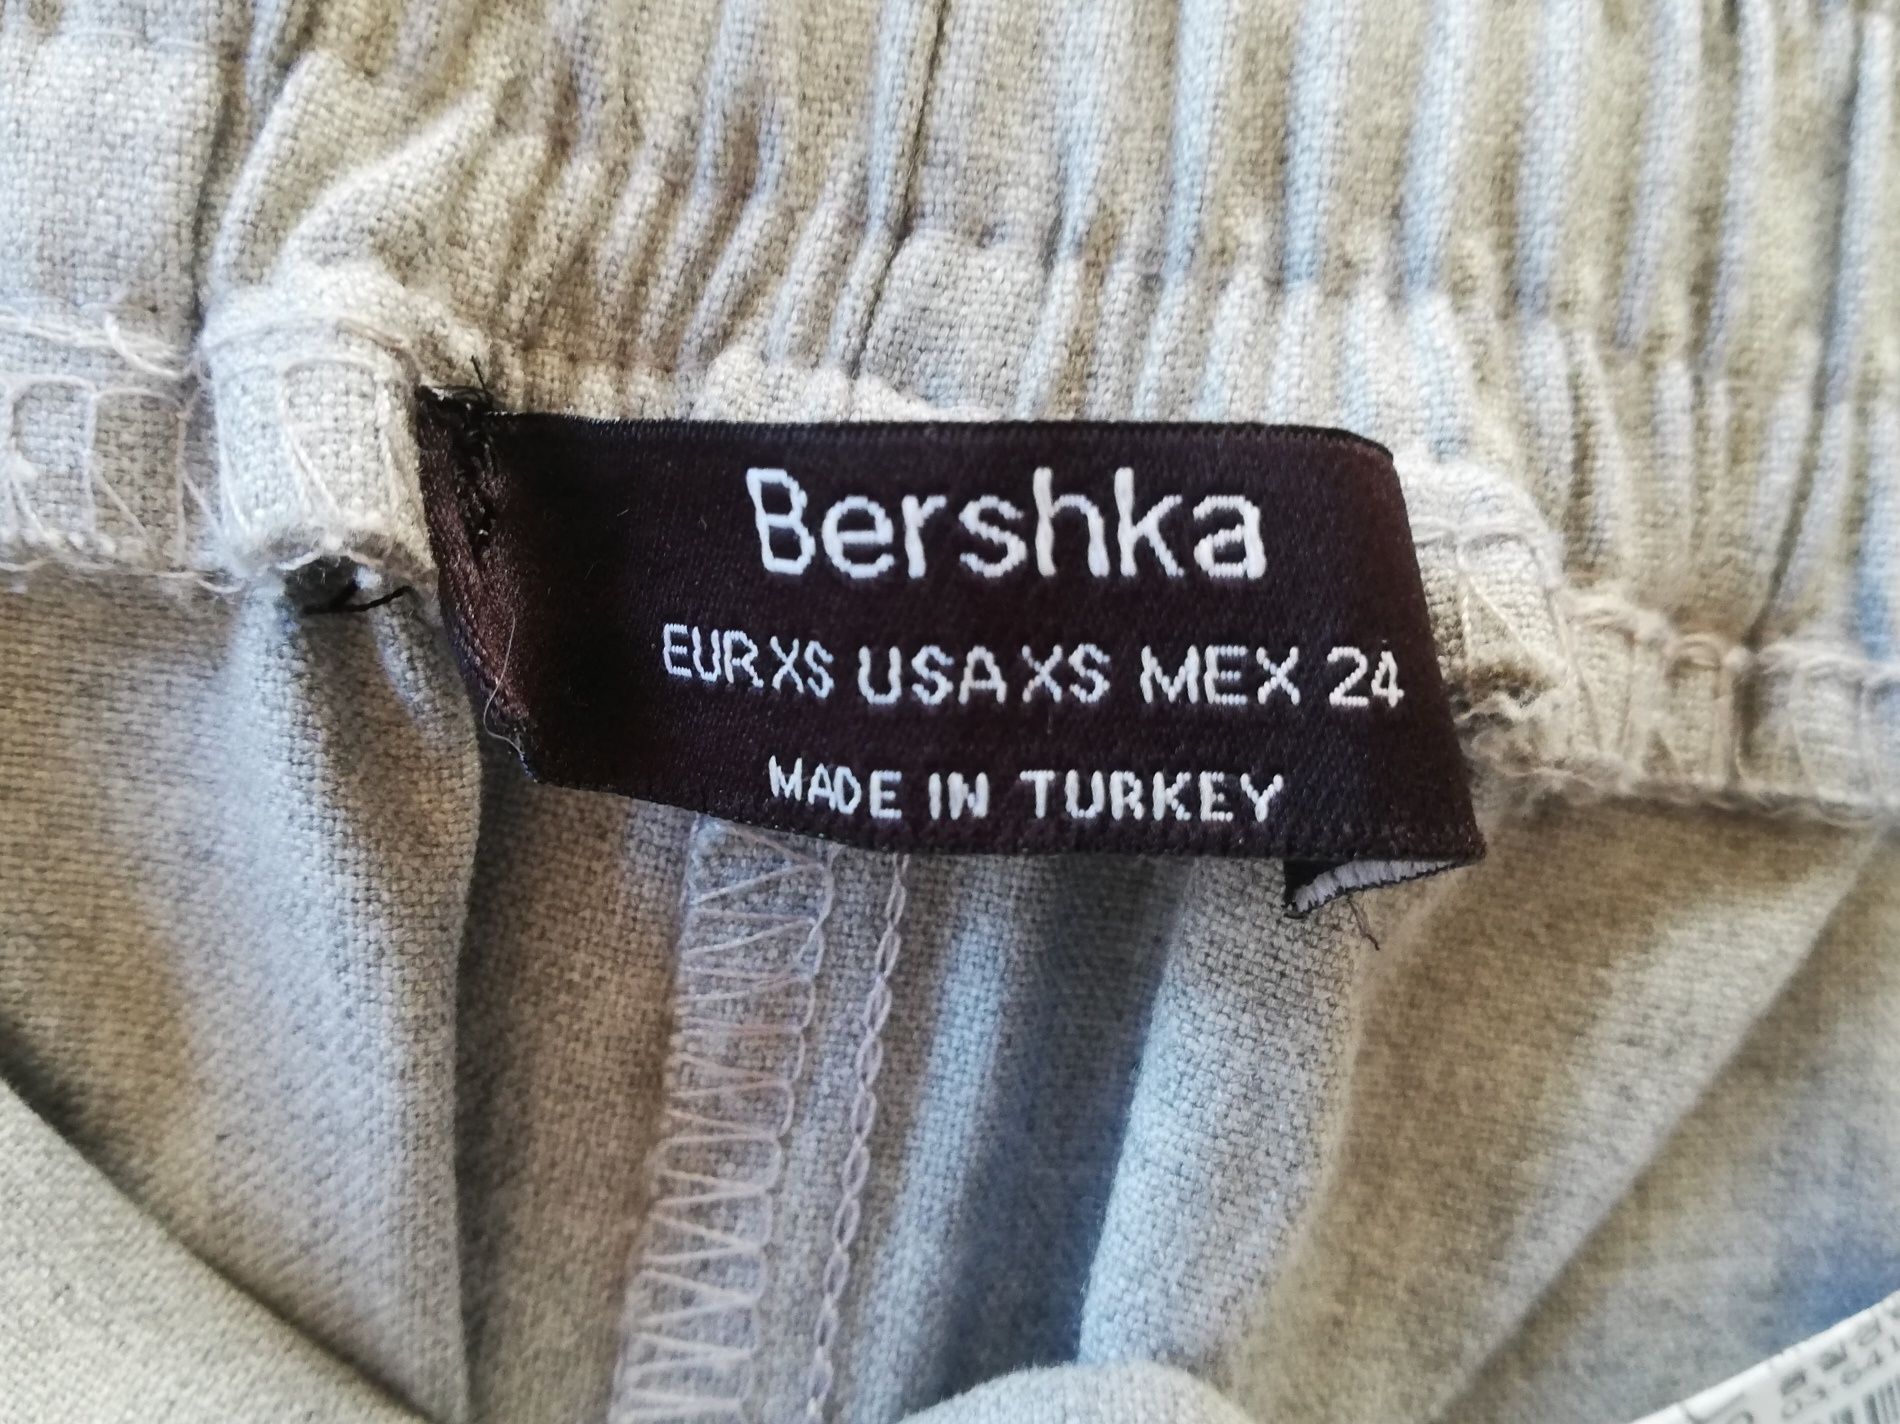 Bershka
EUR XS USA XS MEX 24
MADE IN TURKEY